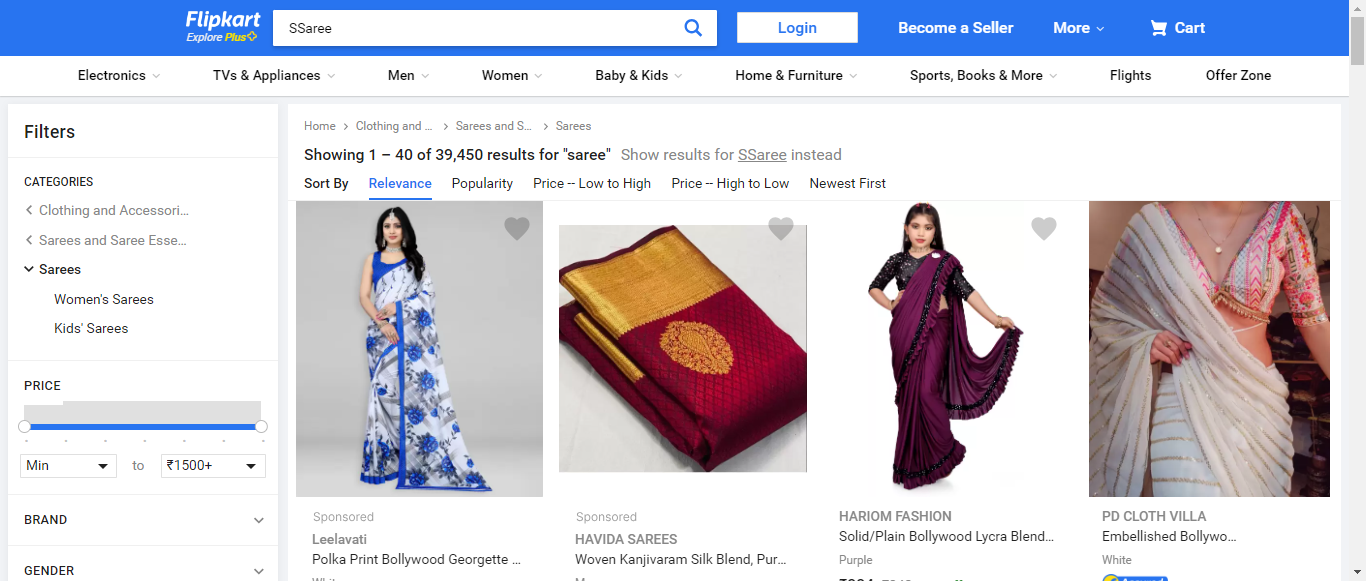 Flipkart
Explore Plus
SSaree
Login
Become a Seller
More
Cart
Electronics
TVs & Appliances
Men
Women
Baby & Kids
Home & Furniture
Sports, Books & More
Flights
Offer Zone
Filters
CATEGORIES
Clothing and Accessori...
Sarees and Saree Esse...
Sarees
Women's Sarees
Kids' Sarees
PRICE
Min to ₹1500+
BRAND
GENDER
Home > Clothing and ... > Sarees and S... > Sarees
Showing 1 – 40 of 39,450 results for "saree" Show results for SSaree instead
Sort By Relevance Popularity Price -- Low to High Price -- High to Low Newest First
Sponsored
Leelavati
Polka Print Bollywood Georgette ...
Sponsored
HAVIDA SAREES
Woven Kanjivaram Silk Blend, Pur...
HARIOM FASHION
Solid/Plain Bollywood Lycra Blend...
Purple
PD CLOTH VILLA
Embellished Bollywo...
White